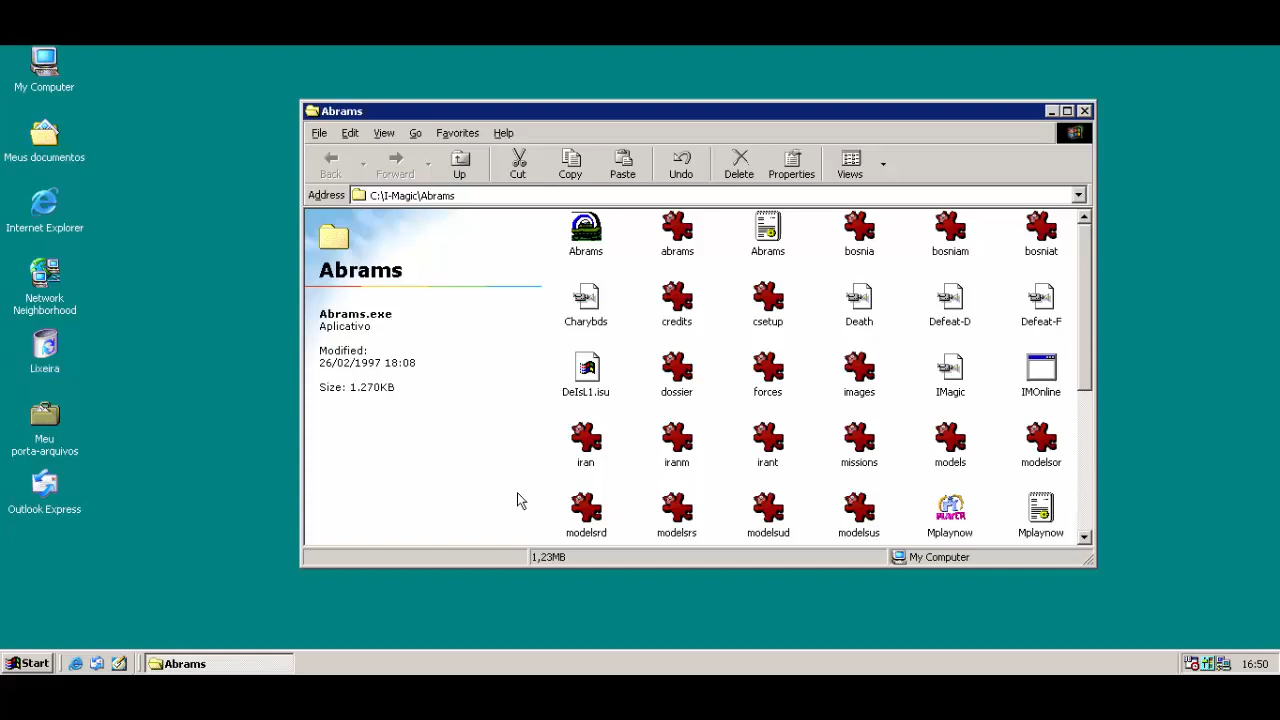 My Computer
Meus documentos
Internet Explorer
Network
Neighborhood
Lixeira
Meu
porta-arquivos
Outlook Express
Abrams
File Edit View Go Favorites Help
Back Forward Up Cut Copy Paste Undo Delete Properties Views
Address C:\I-Magic\Abrams
Abrams
Abrams.exe
Aplicativo
Modified:
26/02/1997 18:08
Size: 1.270KB
Abrams abrams Abrams bosnia bosniam bosniat
Charybds credits csetup Death Defeat-D Defeat-F
DeIsL1.isu dossier forces images IMagic IMOnline
iran iranm irant missions models modelsor
modelsrd modelsrs modelsud modelsus Mplaynow Mplaynow
1,23MB My Computer
Start Abrams 16:50